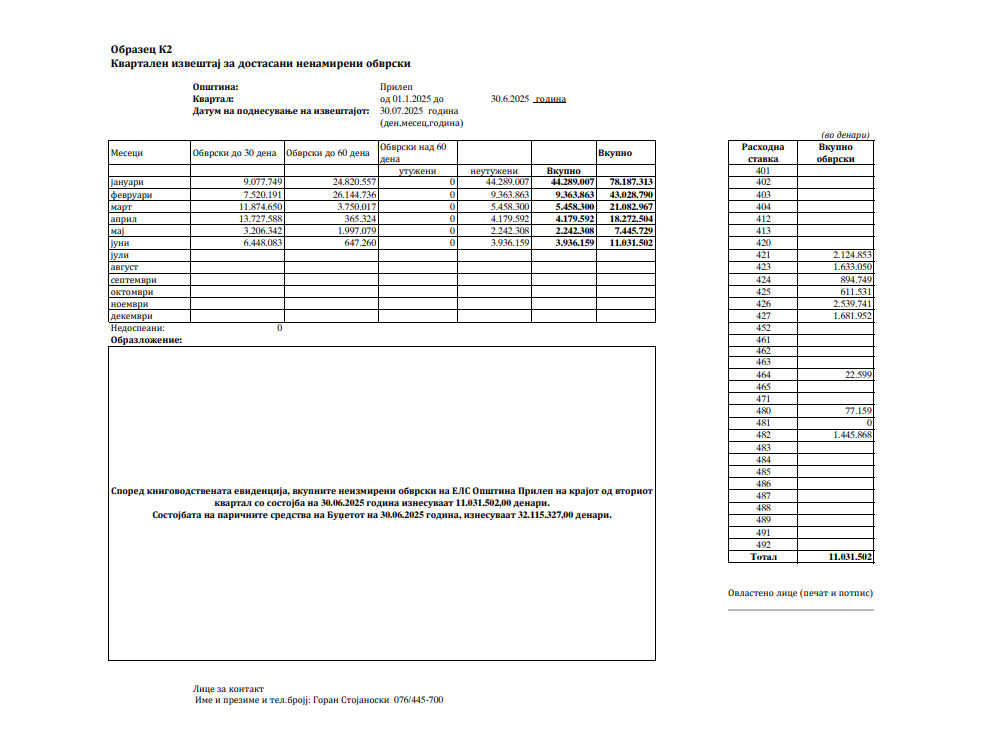 Образец К2
Квартален извештај за достасани ненамирени обврски
Општина: Прилеп
Квартал: од 01.1.2025 до 30.6.2025 година
Датум на поднесување на извештајот: 30.07.2025 година
(ден,месец,година)
Месеци Обврски до 30 дена Обврски до 60 дена Обврски над 60 дена Вкупно
утужени неутужени Вкупно
јануари 9.077.749 24.820.557 0 44.289.007 44.289.007 78.187.313
февруари 7.520.191 26.144.736 0 9.363.863 9.363.863 43.028.790
март 11.874.650 3.750.017 0 5.458.300 5.458.300 21.082.967
април 13.727.588 365.324 0 4.179.592 4.179.592 18.272.504
мај 3.206.342 1.997.079 0 2.242.308 2.242.308 7.445.729
јуни 6.448.083 647.260 0 3.936.159 3.936.159 11.031.502
јули
август
септември
октомври
ноември
декември
Недоспеани: 0
Образложение:
Според книговодствената евиденција, вкупните неизмирени обврски на ЕЛС Општина Прилеп на крајот од вториот
квартал со состојба на 30.06.2025 година изнесуваат 11.031.502,00 денари.
Состојбата на паричните средства на Буџетот на 30.06.2025 година, изнесуваат 32.115.327,00 денари.
Лице за контакт
Име и презиме и тел.број: Горан Стојаноски 076/445-700
(во денари)
Расходна ставка Вкупно обврски
401
402
403
404
412
413
420
421 2.124.853
423 1.633.050
424 894.749
425 611.531
426 2.539.741
427 1.681.952
452
461
462
463
464 22.599
465
471
480 77.159
481 0
482 1.445.868
483
484
485
486
487
488
489
491
492
Тотал 11.031.502
Овластено лице (печат и потпис)